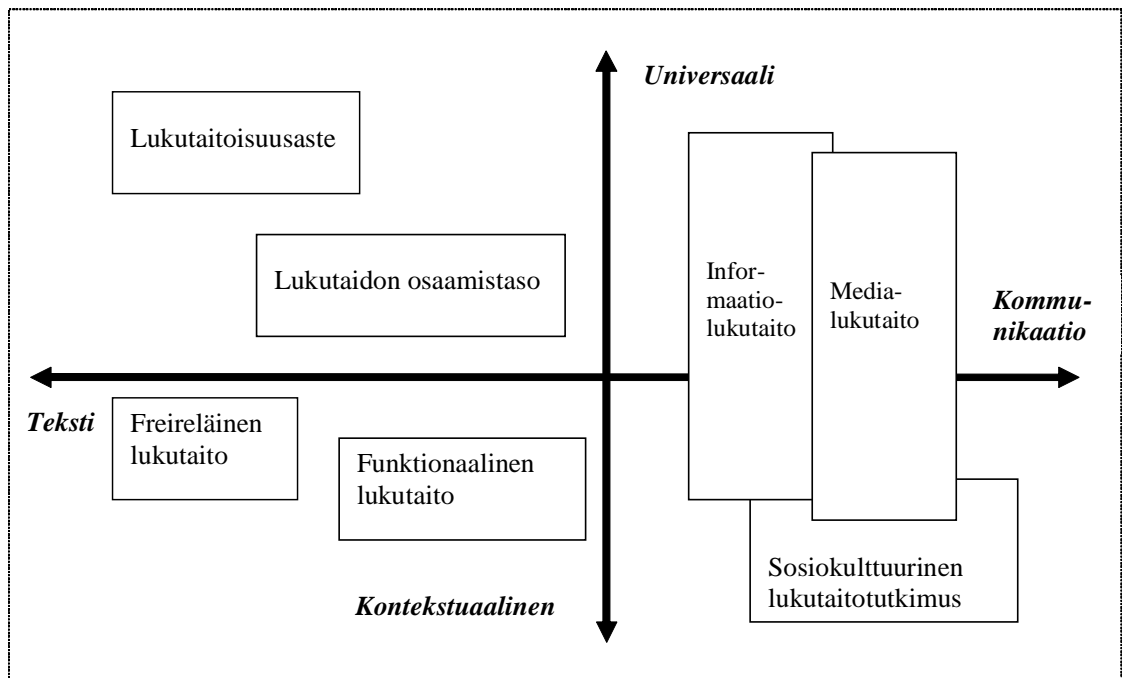 Universaali
Lukutaitoisuusaste
Lukutaidon osaamistaso
Infor-
maatio-
lukutaito
Media-
lukutaito
Kommu-
nikaatio
Teksti
Freireläinen
lukutaito
Funktionaalinen
lukutaito
Sosiokulttuurinen
lukutaitotutkimus
Kontekstuaalinen